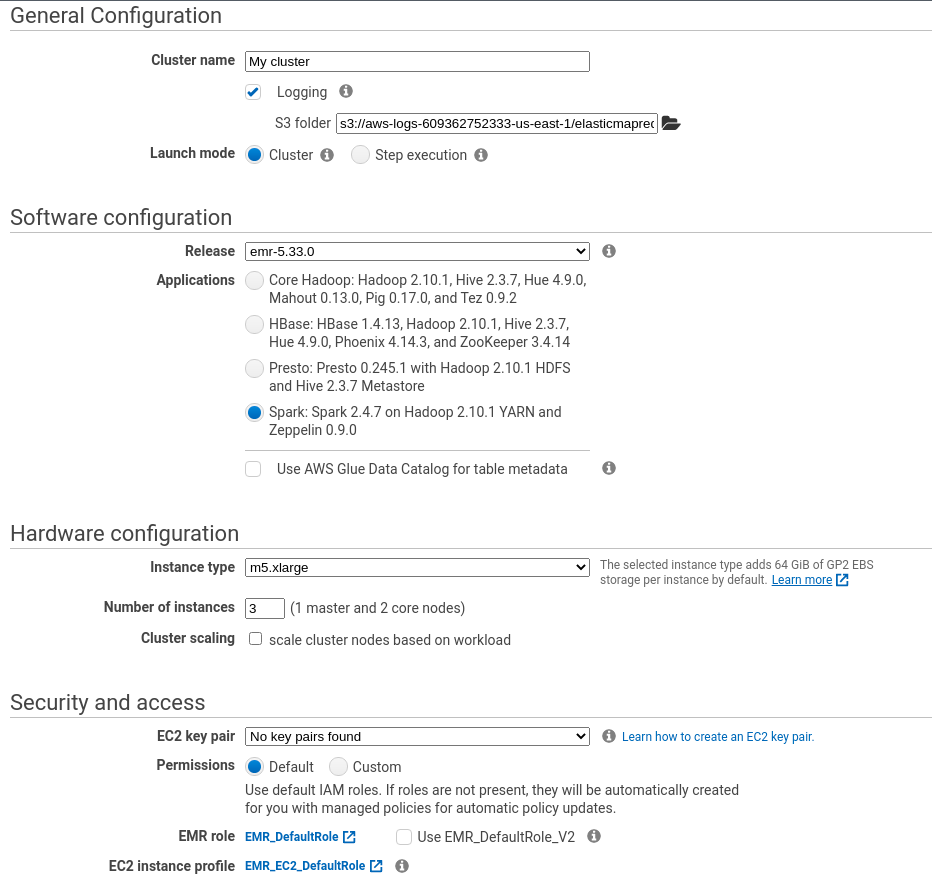 General Configuration
Cluster name My cluster
Logging
S3 folder s3://aws-logs-609362752333-us-east-1/elasticmapred
Launch mode Cluster Step execution
Software configuration
Release emr-5.33.0
Applications Core Hadoop: Hadoop 2.10.1, Hive 2.3.7, Hue 4.9.0,
Mahout 0.13.0, Pig 0.17.0, and Tez 0.9.2
HBase: HBase 1.4.13, Hadoop 2.10.1, Hive 2.3.7,
Hue 4.9.0, Phoenix 4.14.3, and ZooKeeper 3.4.14
Presto: Presto 0.245.1 with Hadoop 2.10.1 HDFS
and Hive 2.3.7 Metastore
Spark: Spark 2.4.7 on Hadoop 2.10.1 YARN and
Zeppelin 0.9.0
Use AWS Glue Data Catalog for table metadata
Hardware configuration
Instance type m5.xlarge The selected instance type adds 64 GiB of GP2 EBS
storage per instance by default. Learn more
Number of instances 3 (1 master and 2 core nodes)
Cluster scaling scale cluster nodes based on workload
Security and access
EC2 key pair No key pairs found Learn how to create an EC2 key pair.
Permissions Default Custom
Use default IAM roles. If roles are not present, they will be automatically created
for you with managed policies for automatic policy updates.
EMR role EMR_DefaultRole Use EMR_DefaultRole_V2
EC2 instance profile EMR_EC2_DefaultRole